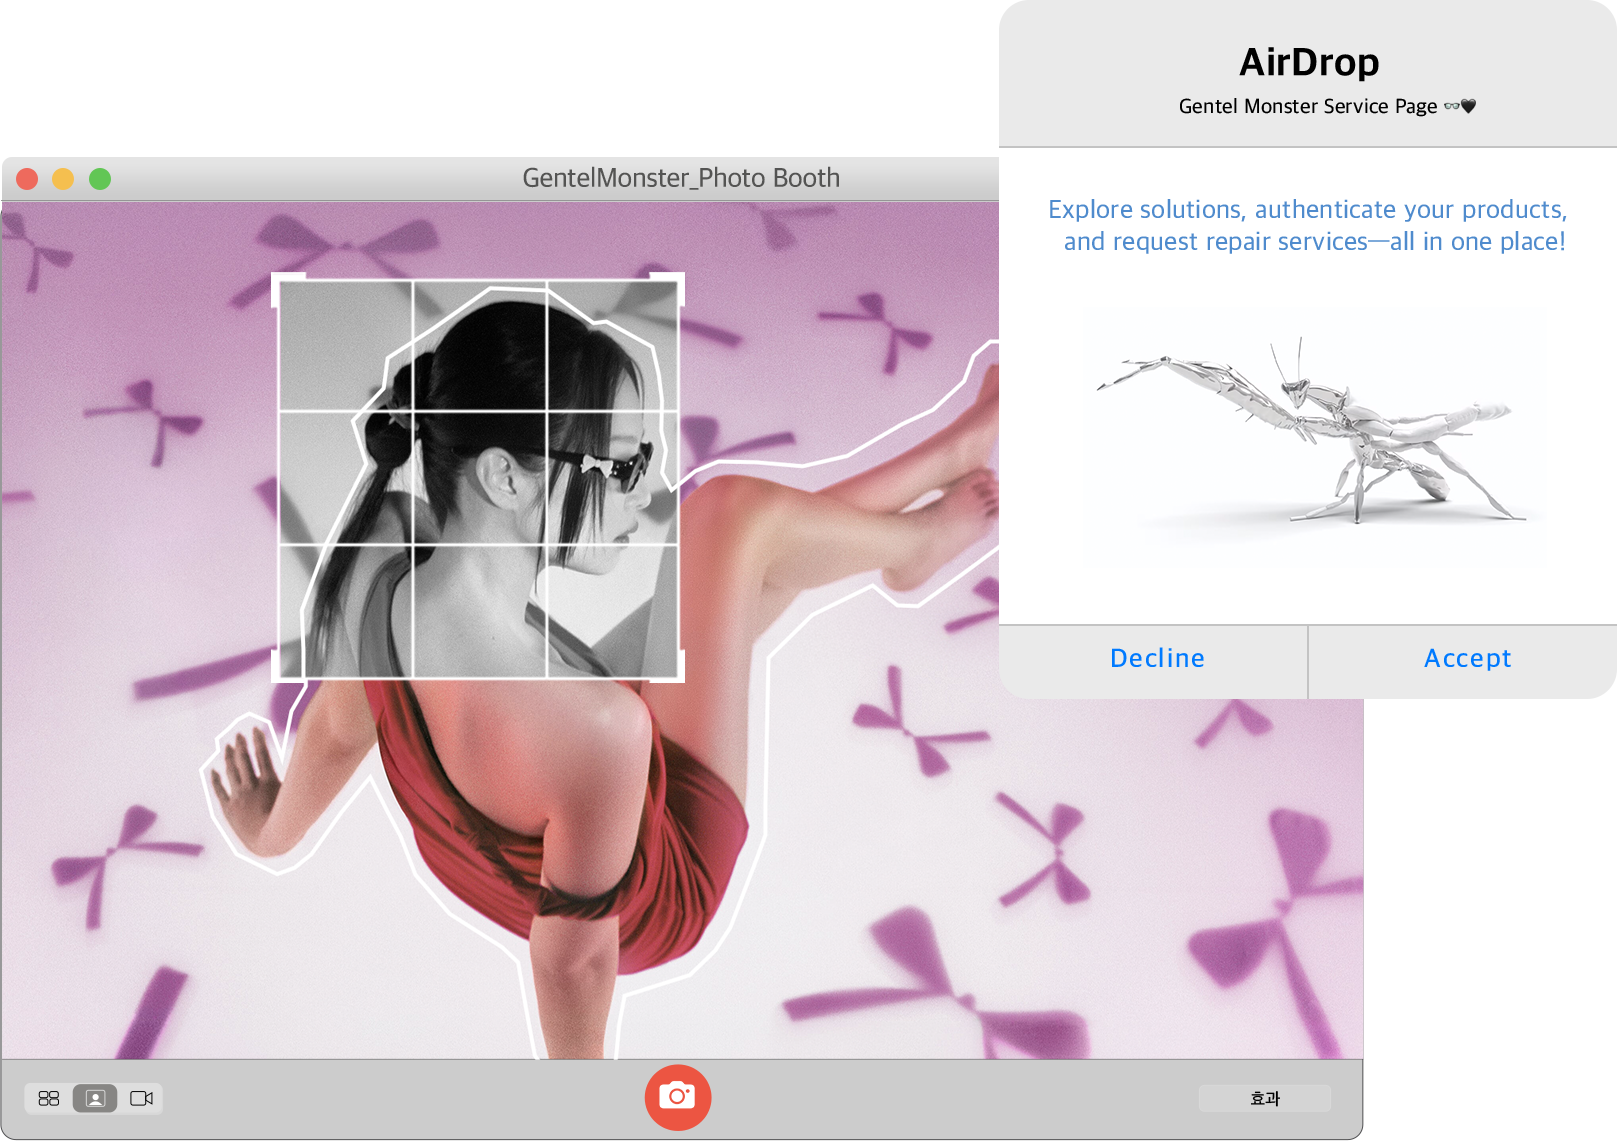 AirDrop
Gentel Monster Service Page 👓🖤
GentelMonster_Photo Booth
Explore solutions, authenticate your products,
and request repair services—all in one place!
Decline
Accept
효과